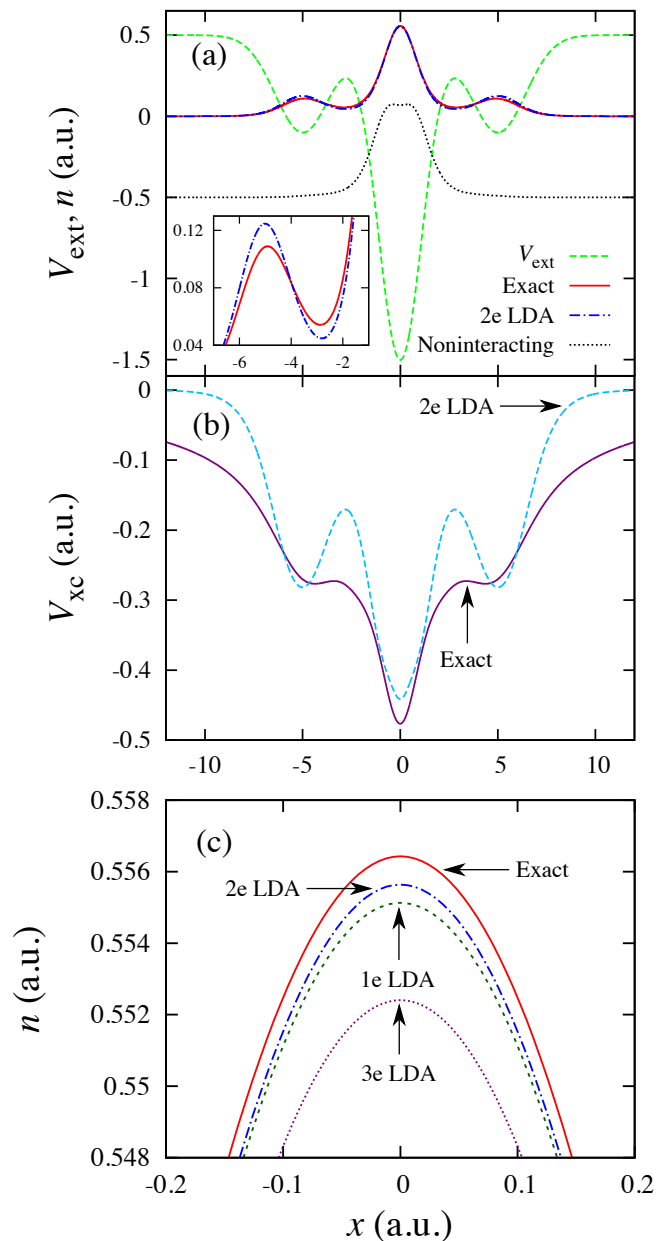 (a)
V_ext, n (a.u.)
0.5
0
-0.5
-1
-1.5
0.12
0.08
0.04
-6 -4 -2
V_ext
Exact
2e LDA
Noninteracting
(b)
V_xc (a.u.)
0
-0.1
-0.2
-0.3
-0.4
-0.5
2e LDA
Exact
-10 -5 0 5 10
(c)
n (a.u.)
0.558
0.556
0.554
0.552
0.55
0.548
Exact
2e LDA
1e LDA
3e LDA
-0.2 -0.1 0 0.1 0.2
x (a.u.)